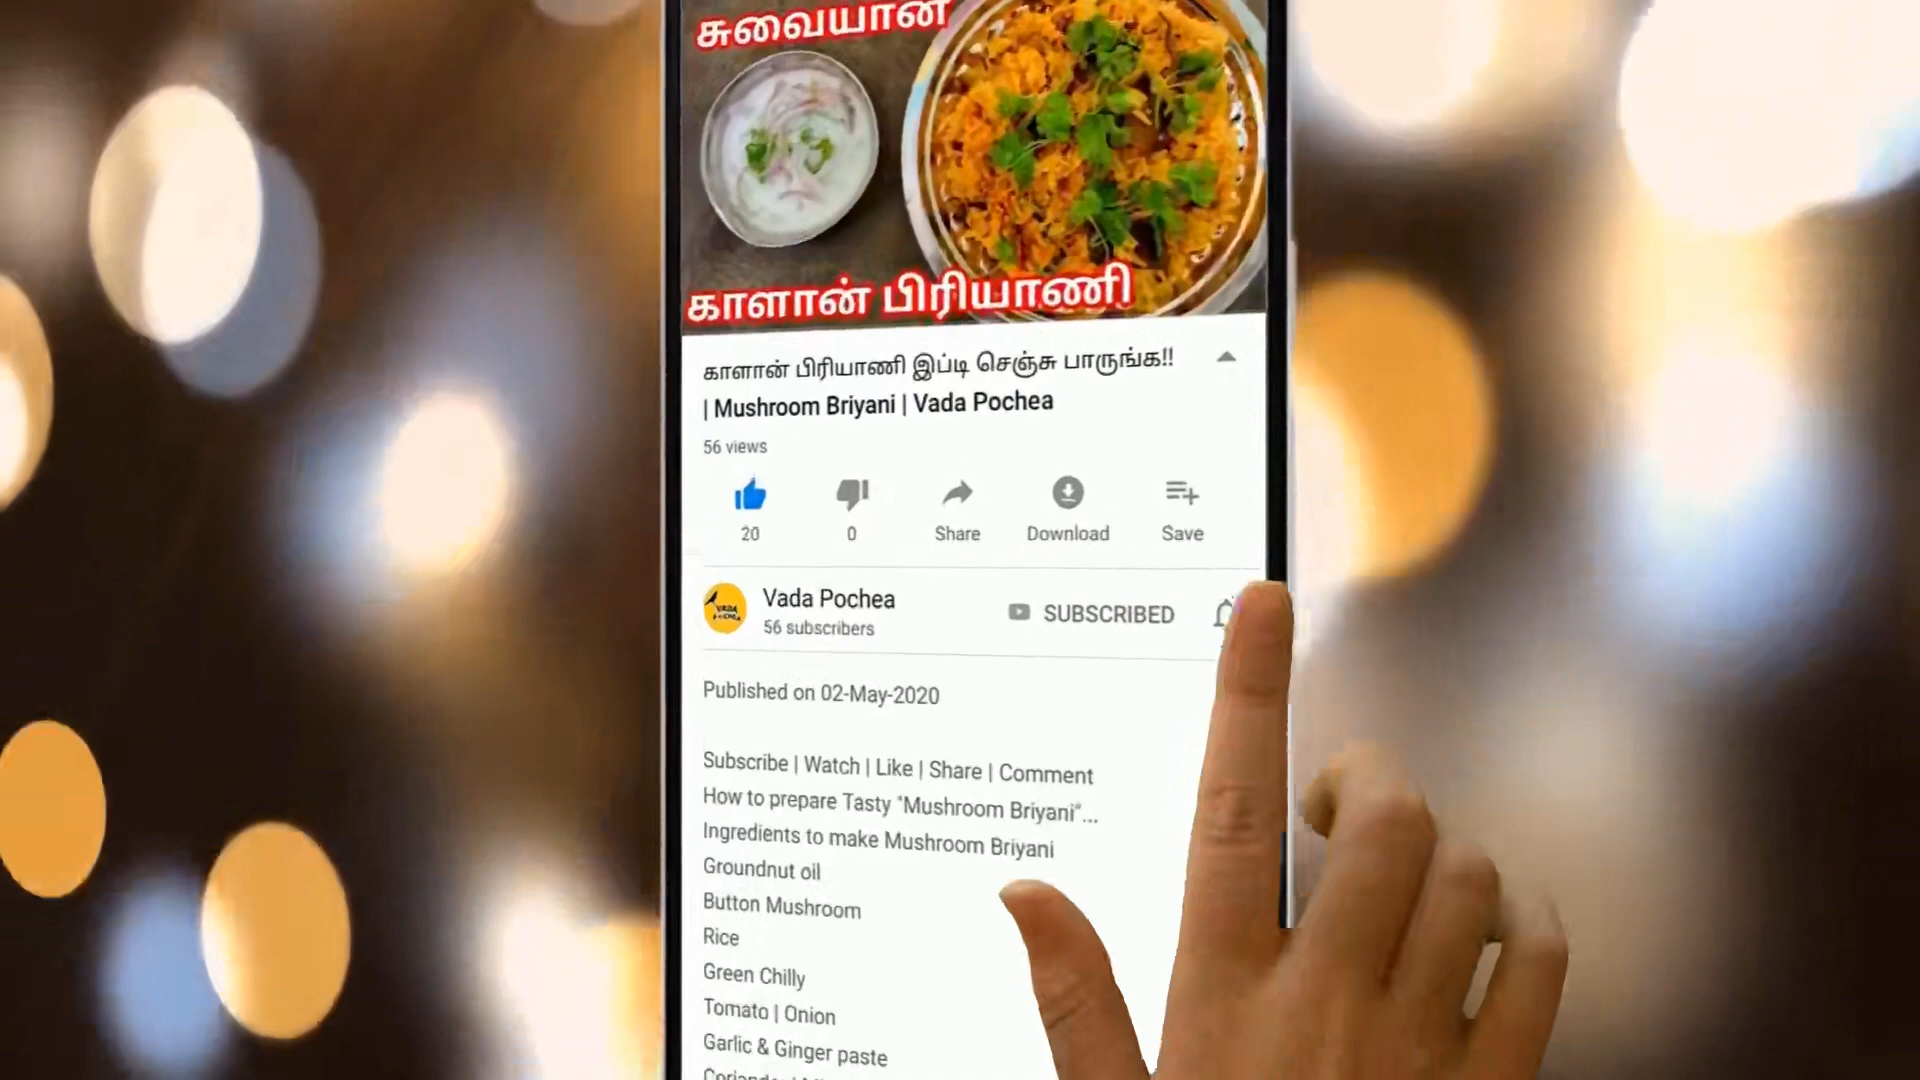 சுவையான
காளான் பிரியாணி
காளான் பிரியாணி இப்டி செஞ்சு பாருங்க!!
| Mushroom Briyani | Vada Pochea
56 views
20
0
Share
Download
Save
Vada Pochea
56 subscribers
SUBSCRIBED
Published on 02-May-2020
Subscribe | Watch | Like | Share | Comment
How to prepare Tasty "Mushroom Briyani"...
Ingredients to make Mushroom Briyani
Groundnut oil
Button Mushroom
Rice
Green Chilly
Tomato | Onion
Garlic & Ginger paste